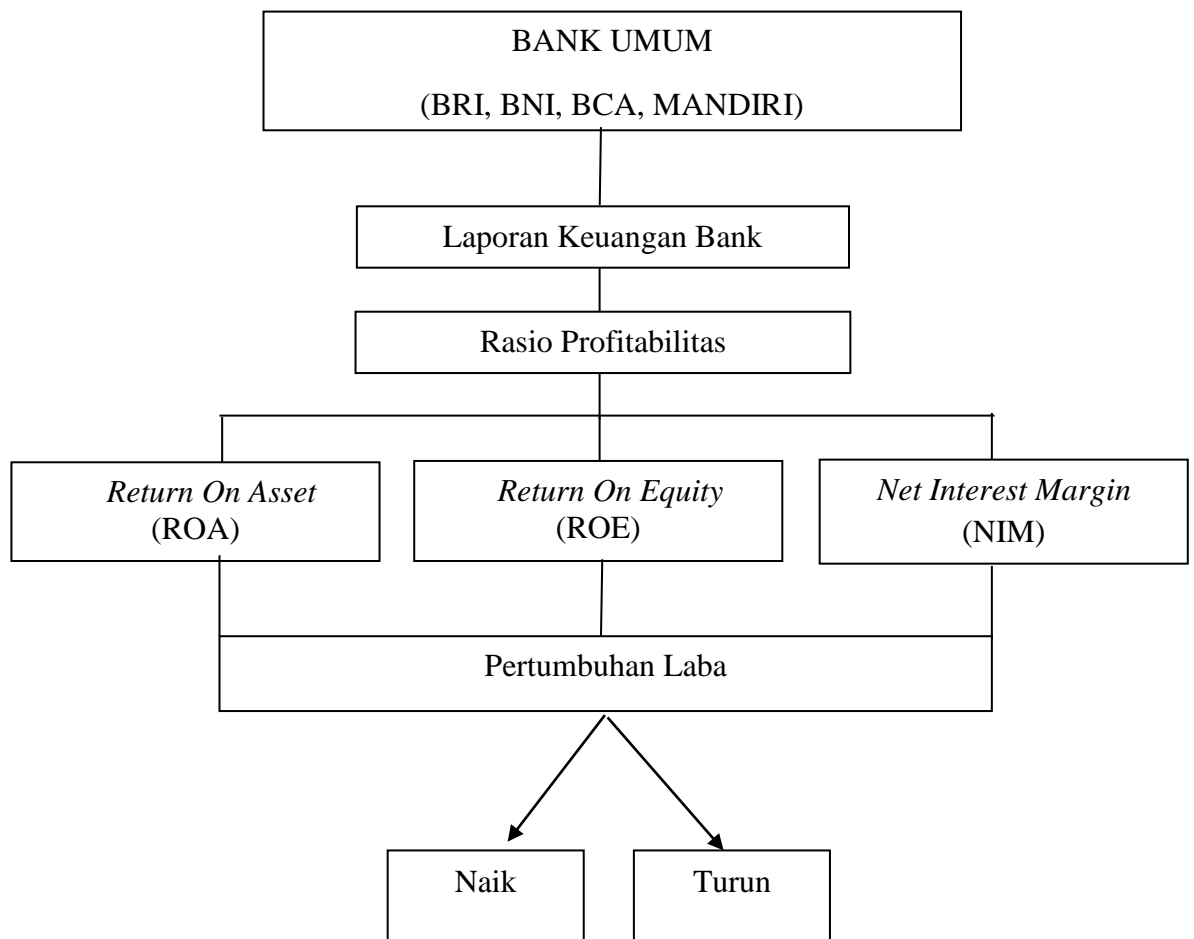 BANK UMUM
(BRI, BNI, BCA, MANDIRI)
Laporan Keuangan Bank
Rasio Profitabilitas
Return On Asset
(ROA)
Return On Equity
(ROE)
Net Interest Margin
(NIM)
Pertumbuhan Laba
Naik
Turun